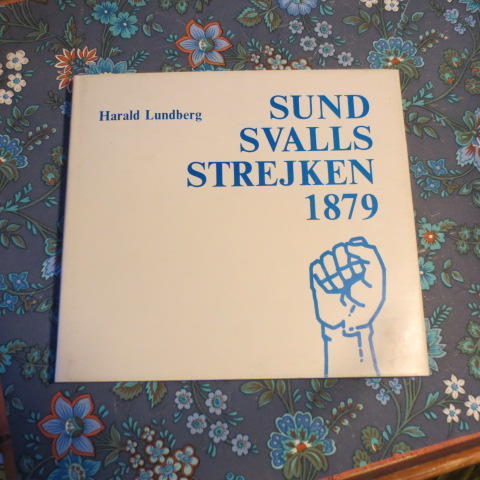 Harald Lundberg
SUND
SVALLS
STREJKEN
1879